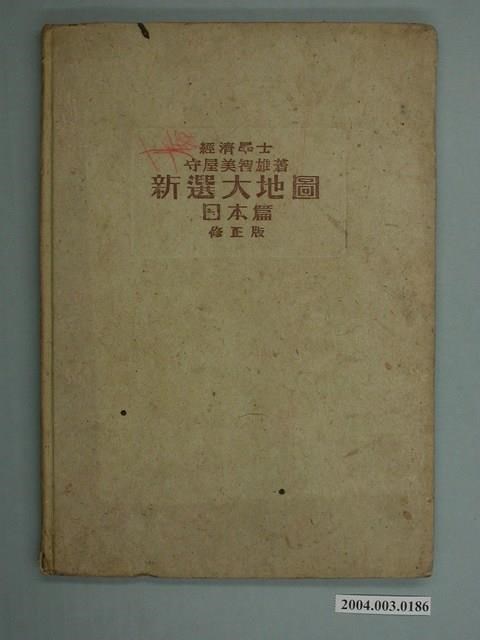 經濟學士
守屋美智雄著
新選大地圖
日本篇
修正版
2004.003.0186